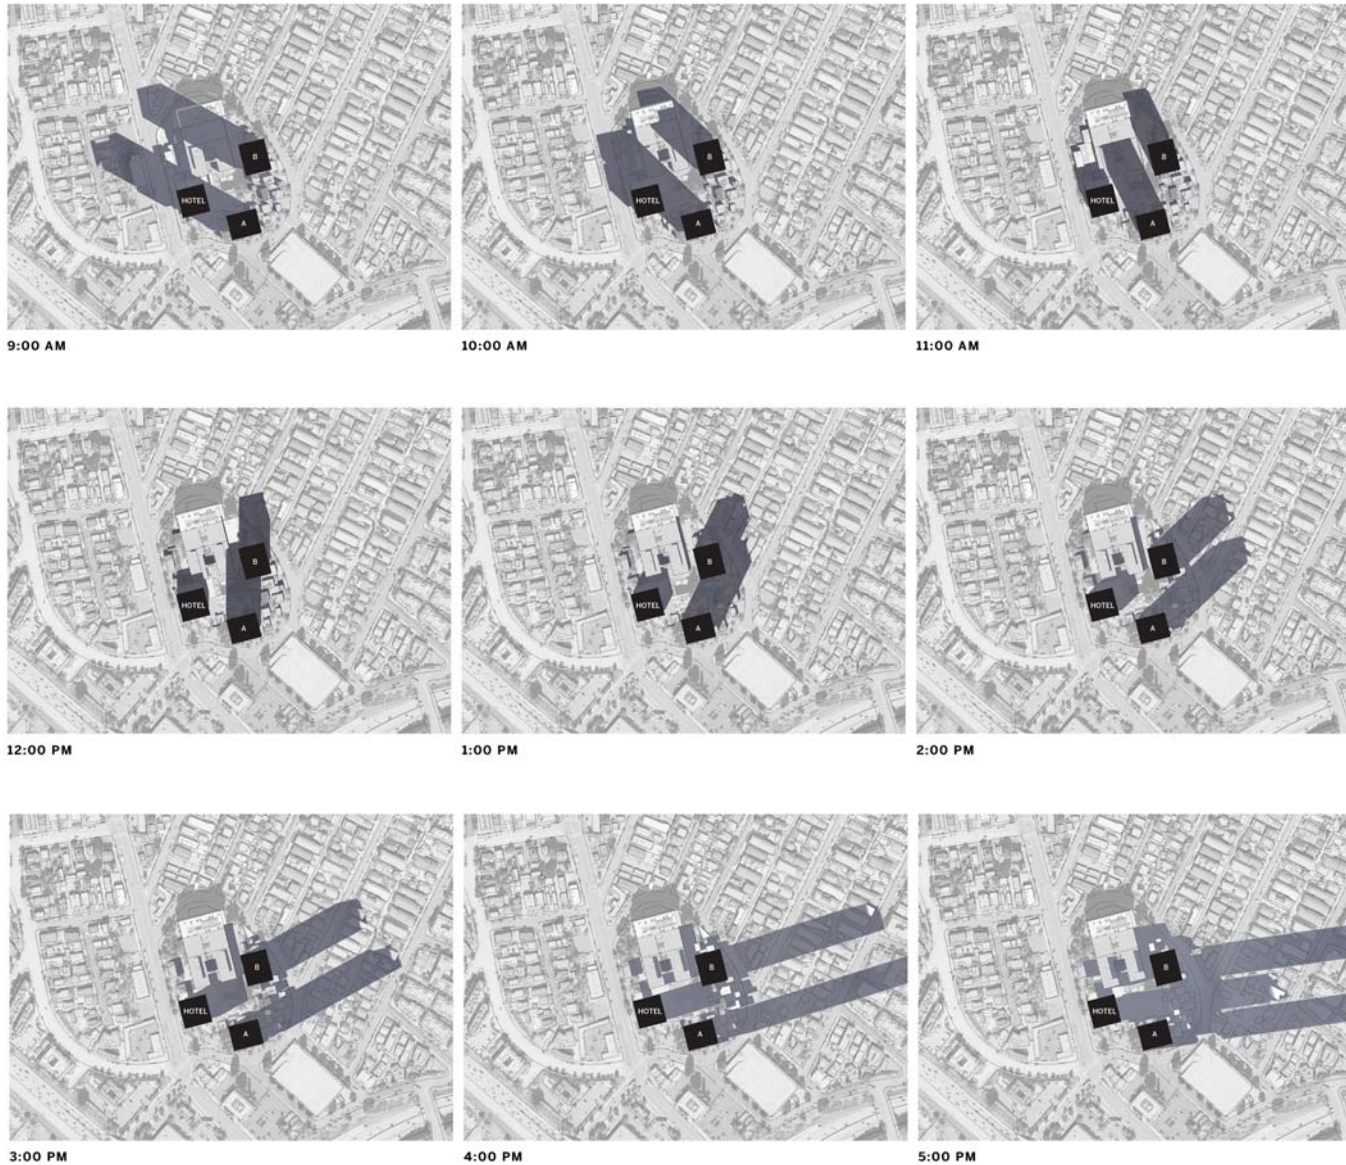 B
HOTEL
A
9:00 AM
B
HOTEL
A
10:00 AM
B
HOTEL
A
11:00 AM
B
HOTEL
A
12:00 PM
B
HOTEL
A
1:00 PM
B
HOTEL
A
2:00 PM
B
HOTEL
A
3:00 PM
B
HOTEL
A
4:00 PM
B
HOTEL
A
5:00 PM